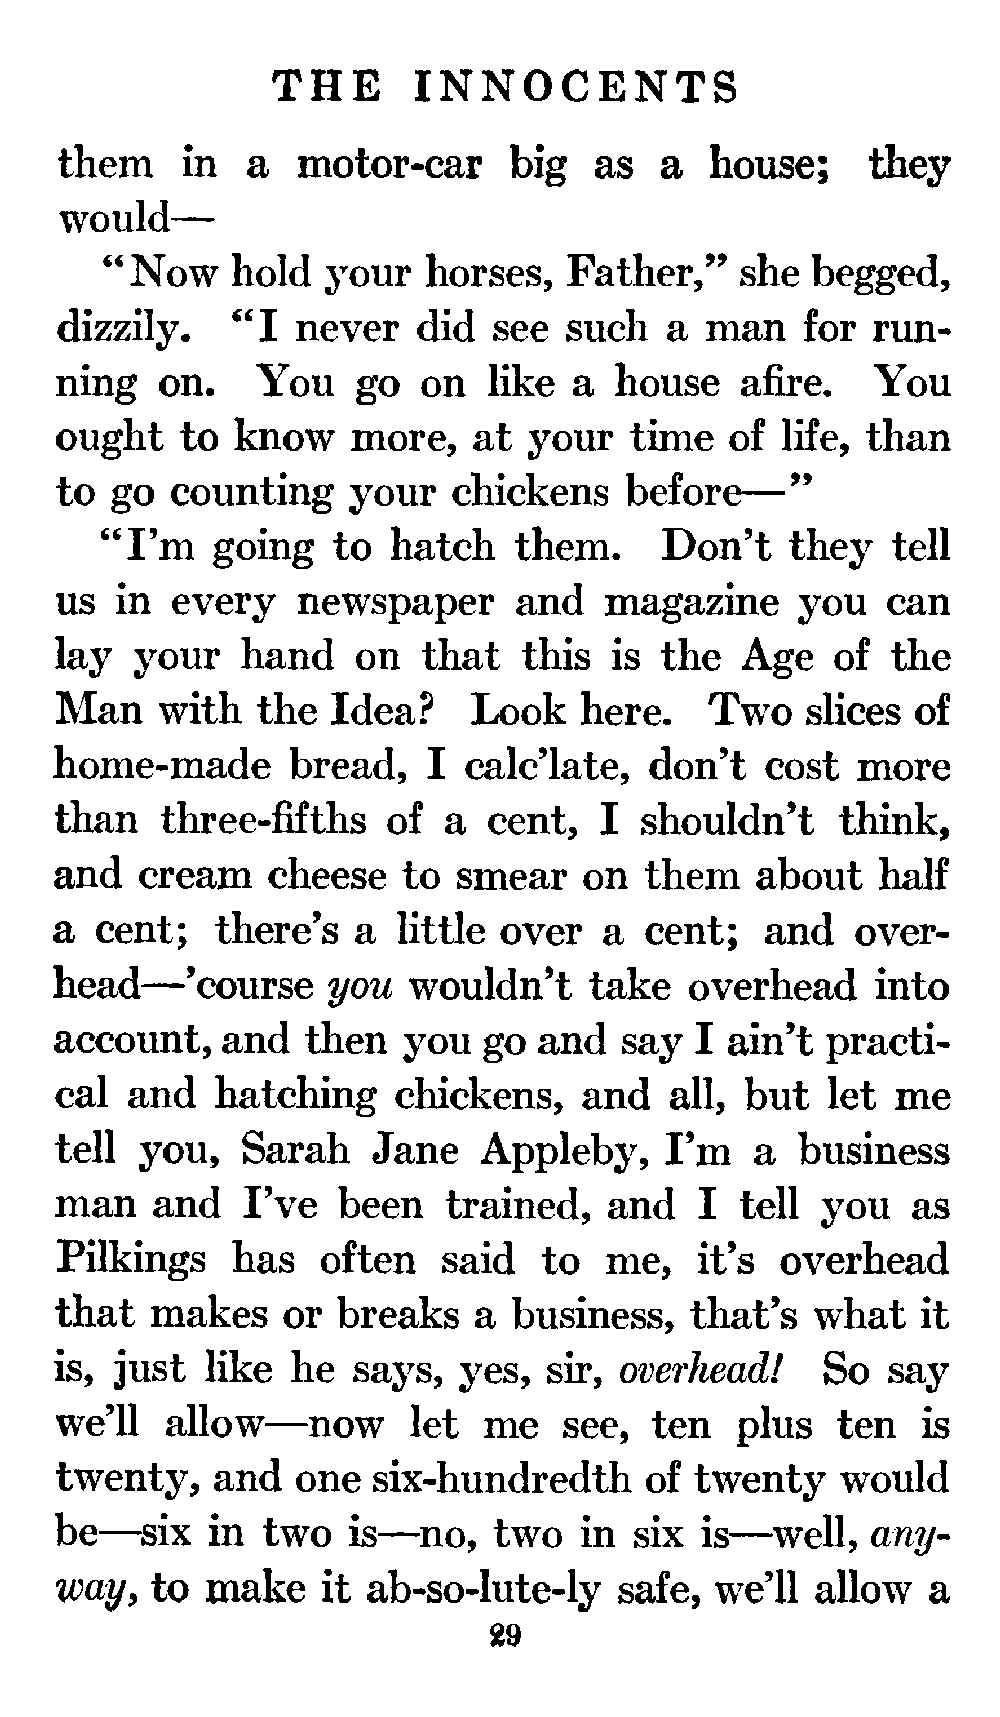 THE INNOCENTS
them in a motor-car big as a house; they
would—
“Now hold your horses, Father,” she begged,
dizzily. “I never did see such a man for run-
ning on. You go on like a house afire. You
ought to know more, at your time of life, than
to go counting your chickens before—”
“I’m going to hatch them. Don’t they tell
us in every newspaper and magazine you can
lay your hand on that this is the Age of the
Man with the Idea? Look here. Two slices of
home-made bread, I calc’late, don’t cost more
than three-fifths of a cent, I shouldn’t think,
and cream cheese to smear on them about half
a cent; there’s a little over a cent; and over-
head—’course you wouldn’t take overhead into
account, and then you go and say I ain’t practi-
cal and hatching chickens, and all, but let me
tell you, Sarah Jane Appleby, I’m a business
man and I’ve been trained, and I tell you as
Pilkings has often said to me, it’s overhead
that makes or breaks a business, that’s what it
is, just like he says, yes, sir, overhead! So say
we’ll allow—now let me see, ten plus ten is
twenty, and one six-hundredth of twenty would
be—six in two is—no, two in six is—well, any-
way, to make it ab-so-lute-ly safe, we’ll allow a
29